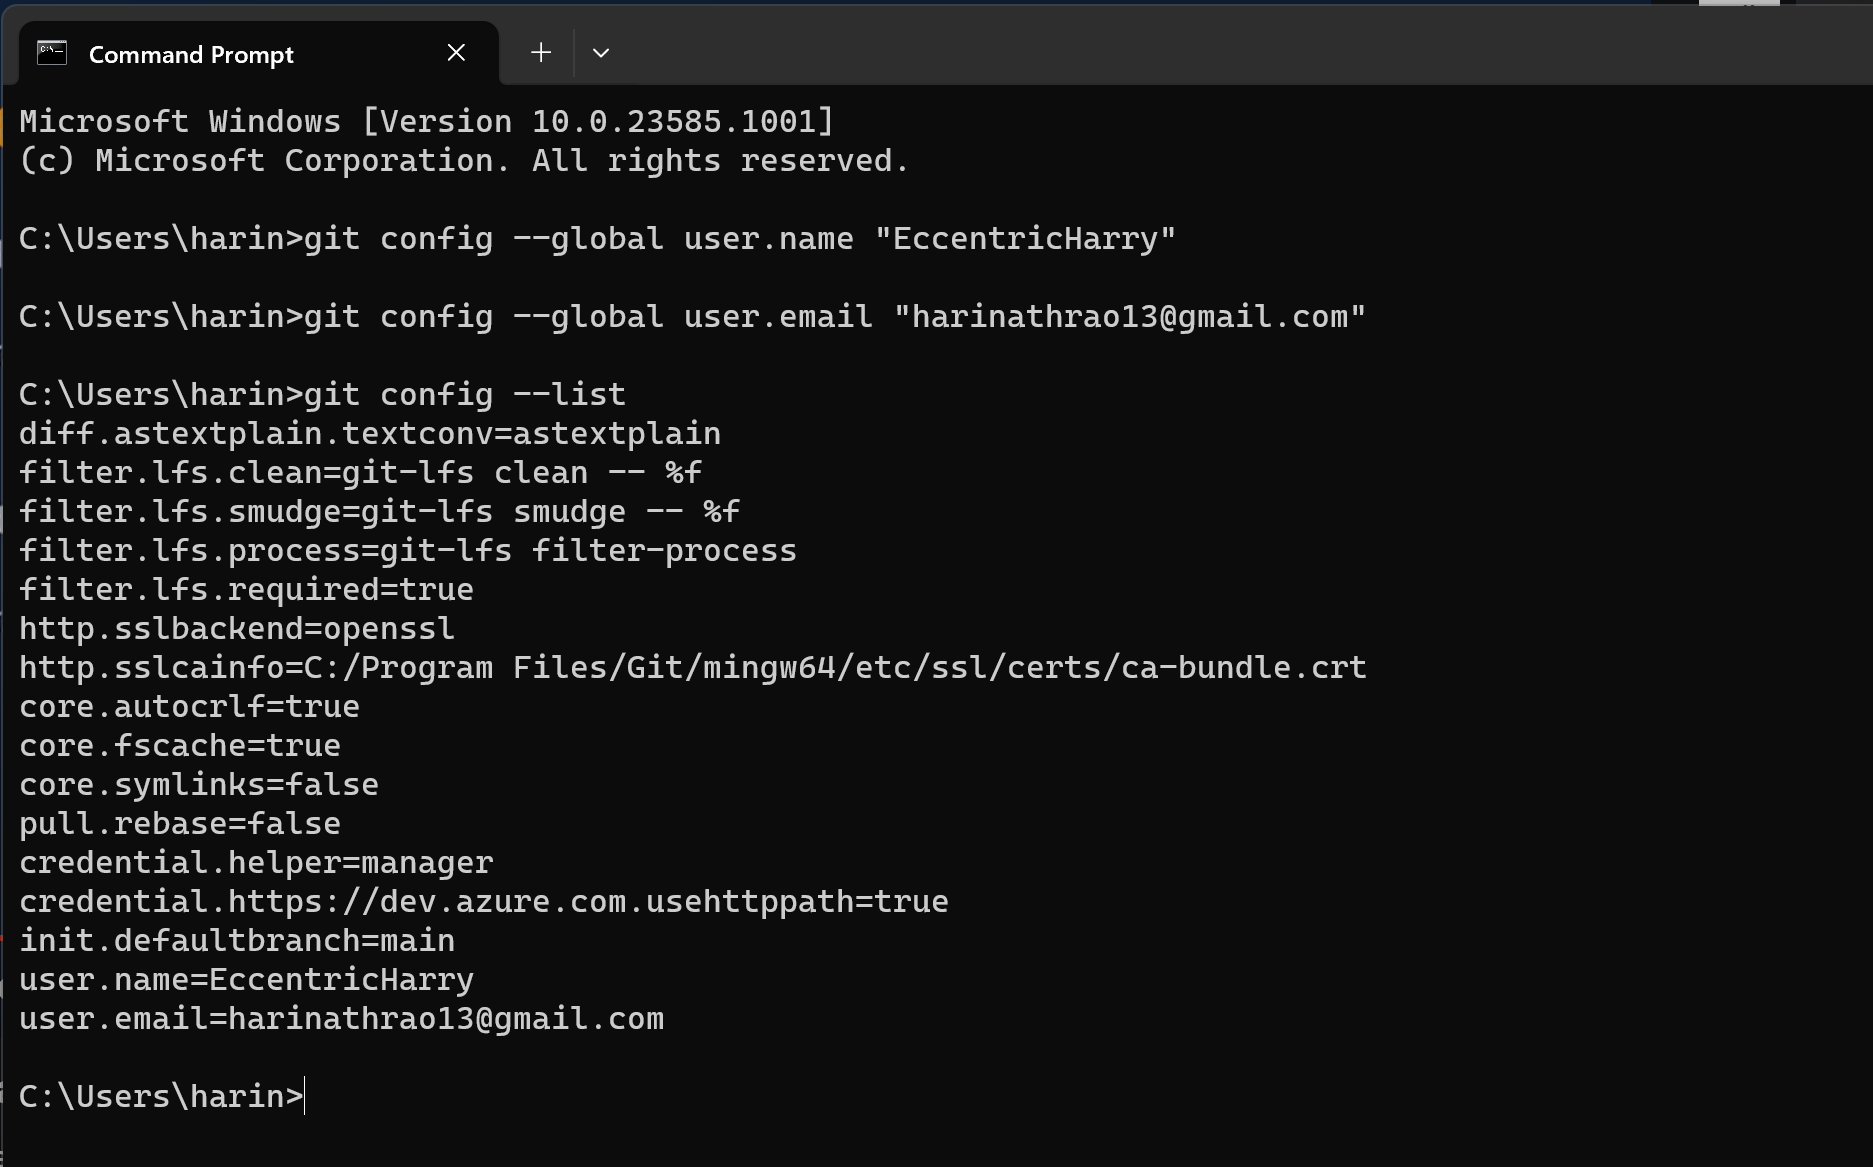 Command Prompt
Microsoft Windows [Version 10.0.23585.1001]
(c) Microsoft Corporation. All rights reserved.
C:\Users\harin>git config --global user.name "EccentricHarry"
C:\Users\harin>git config --global user.email "harinathrao13@gmail.com"
C:\Users\harin>git config --list
diff.astextplain.textconv=astextplain
filter.lfs.clean=git-lfs clean -- %f
filter.lfs.smudge=git-lfs smudge -- %f
filter.lfs.process=git-lfs filter-process
filter.lfs.required=true
http.sslbackend=openssl
http.sslcainfo=C:/Program Files/Git/mingw64/etc/ssl/certs/ca-bundle.crt
core.autocrlf=true
core.fscache=true
core.symlinks=false
pull.rebase=false
credential.helper=manager
credential.https://dev.azure.com.usehttppath=true
init.defaultbranch=main
user.name=EccentricHarry
user.email=harinathrao13@gmail.com
C:\Users\harin>